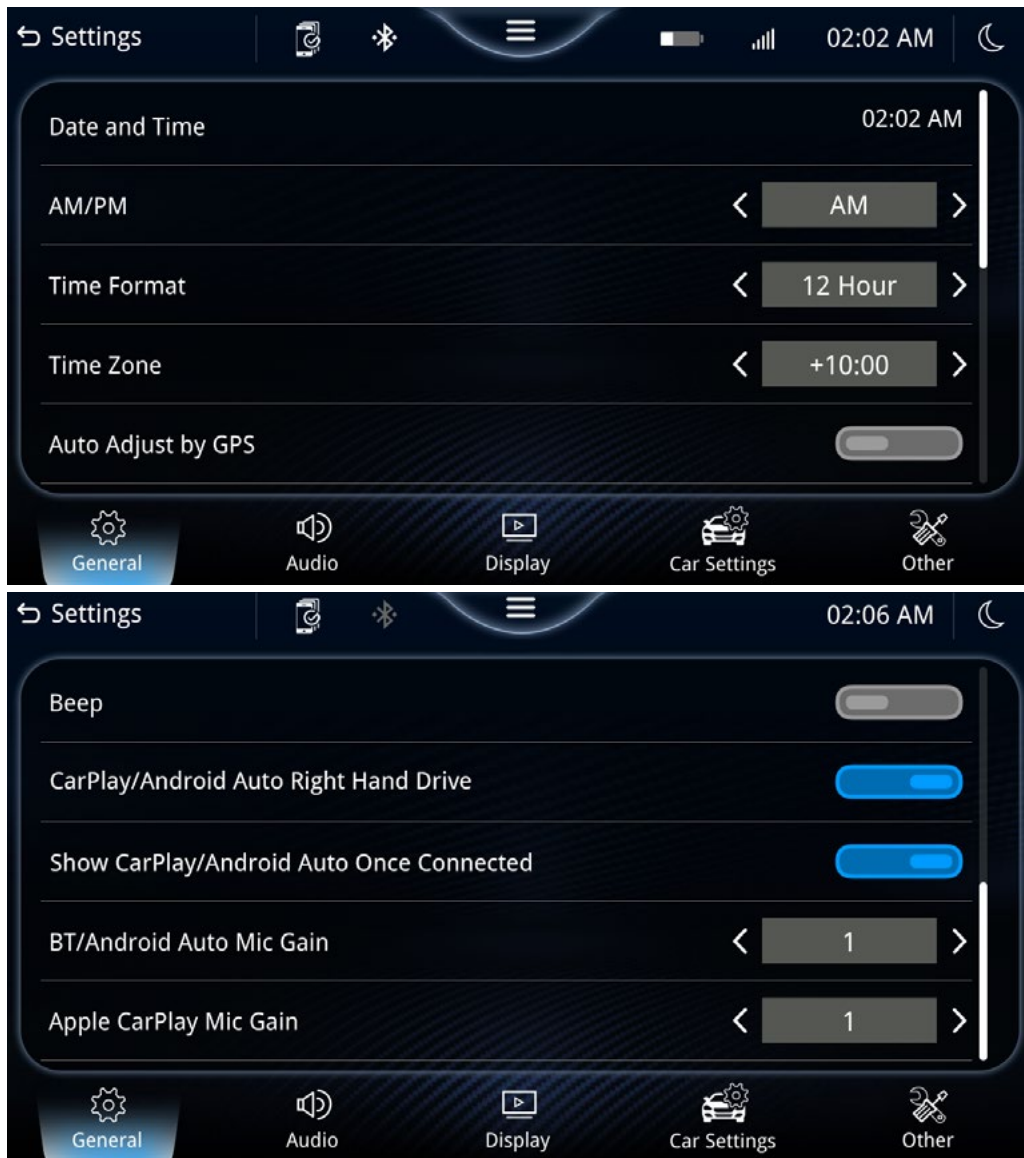 Settings 02:02 AM
Date and Time 02:02 AM
AM/PM AM
Time Format 12 Hour
Time Zone +10:00
Auto Adjust by GPS
General Audio Display Car Settings Other
Settings 02:06 AM
Beep
CarPlay/Android Auto Right Hand Drive
Show CarPlay/Android Auto Once Connected
BT/Android Auto Mic Gain 1
Apple CarPlay Mic Gain 1
General Audio Display Car Settings Other